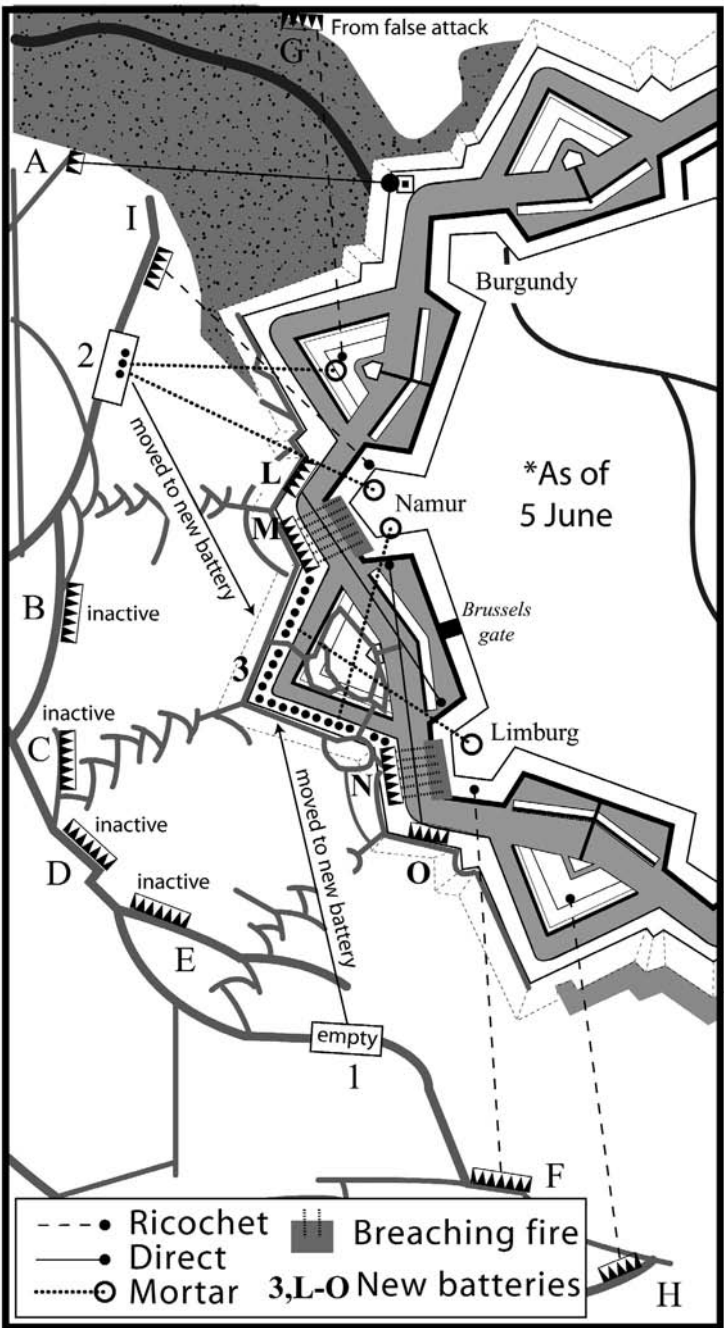 From false attack
G
A
I
Burgundy
2
moved to new battery
L
*As of
5 June
Namur
M
B
inactive
Brussels
gate
3
inactive
C
Limburg
N
inactive
D
O
inactive
moved to new battery
E
empty
1
F
Ricochet
Breaching fire
Direct
Mortar
3,L-O New batteries
H